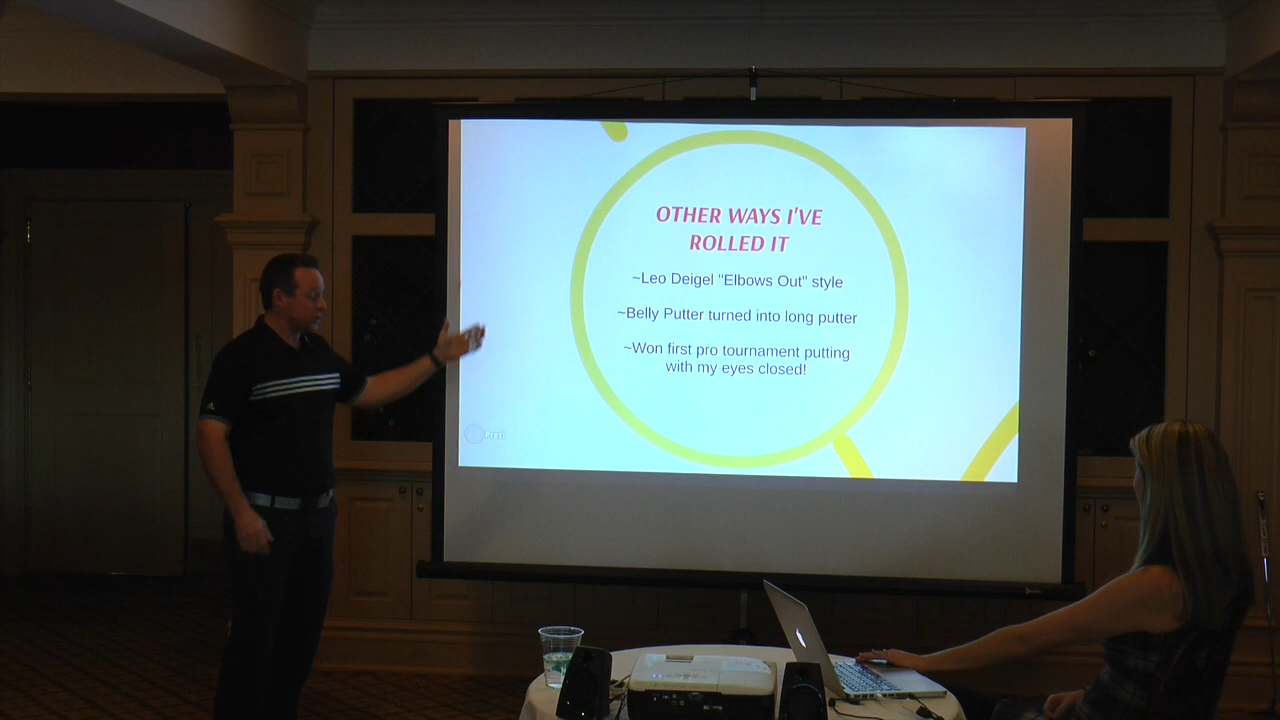 OTHER WAYS I'VE
ROLLED IT
~Leo Deigel "Elbows Out" style
~Belly Putter turned into long putter
~Won first pro tournament putting
with my eyes closed!